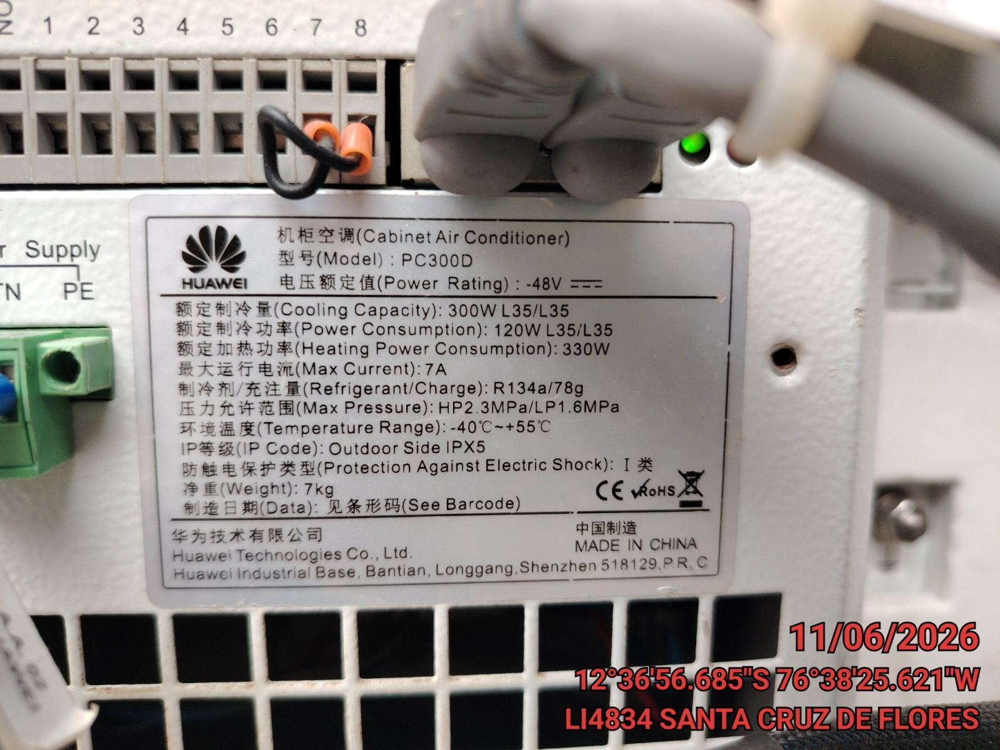 NO 1 2 3 4 5 6 7 8
Supply
PE
HUAWEI
机柜空调(Cabinet Air Conditioner)
型号(Model) : PC300D
电压额定值(Power Rating) : -48V
额定制冷量(Cooling Capacity): 300W L35/L35
额定制冷功率(Power Consumption): 120W L35/L35
额定加热功率(Heating Power Consumption): 330W
最大运行电流(Max Current): 7A
制冷剂/充注量(Refrigerant/Charge): R134a/78g
压力允许范围(Max Pressure): HP2.3MPa/LP1.6MPa
环境温度(Temperature Range): -40℃~+55℃
IP等级(IP Code): Outdoor Side IPX5
防触电保护类型(Protection Against Electric Shock): I 类
净重(Weight): 7kg
制造日期(Data): 见条形码(See Barcode)
CE RoHS
华为技术有限公司
Huawei Technologies Co., Ltd.
Huawei Industrial Base, Bantian, Longgang,Shenzhen 518129,P.R. C
中国制造
MADE IN CHINA
11/06/2026
12°36'56.685"S 76°38'25.621"W
LI4834 SANTA CRUZ DE FLORES